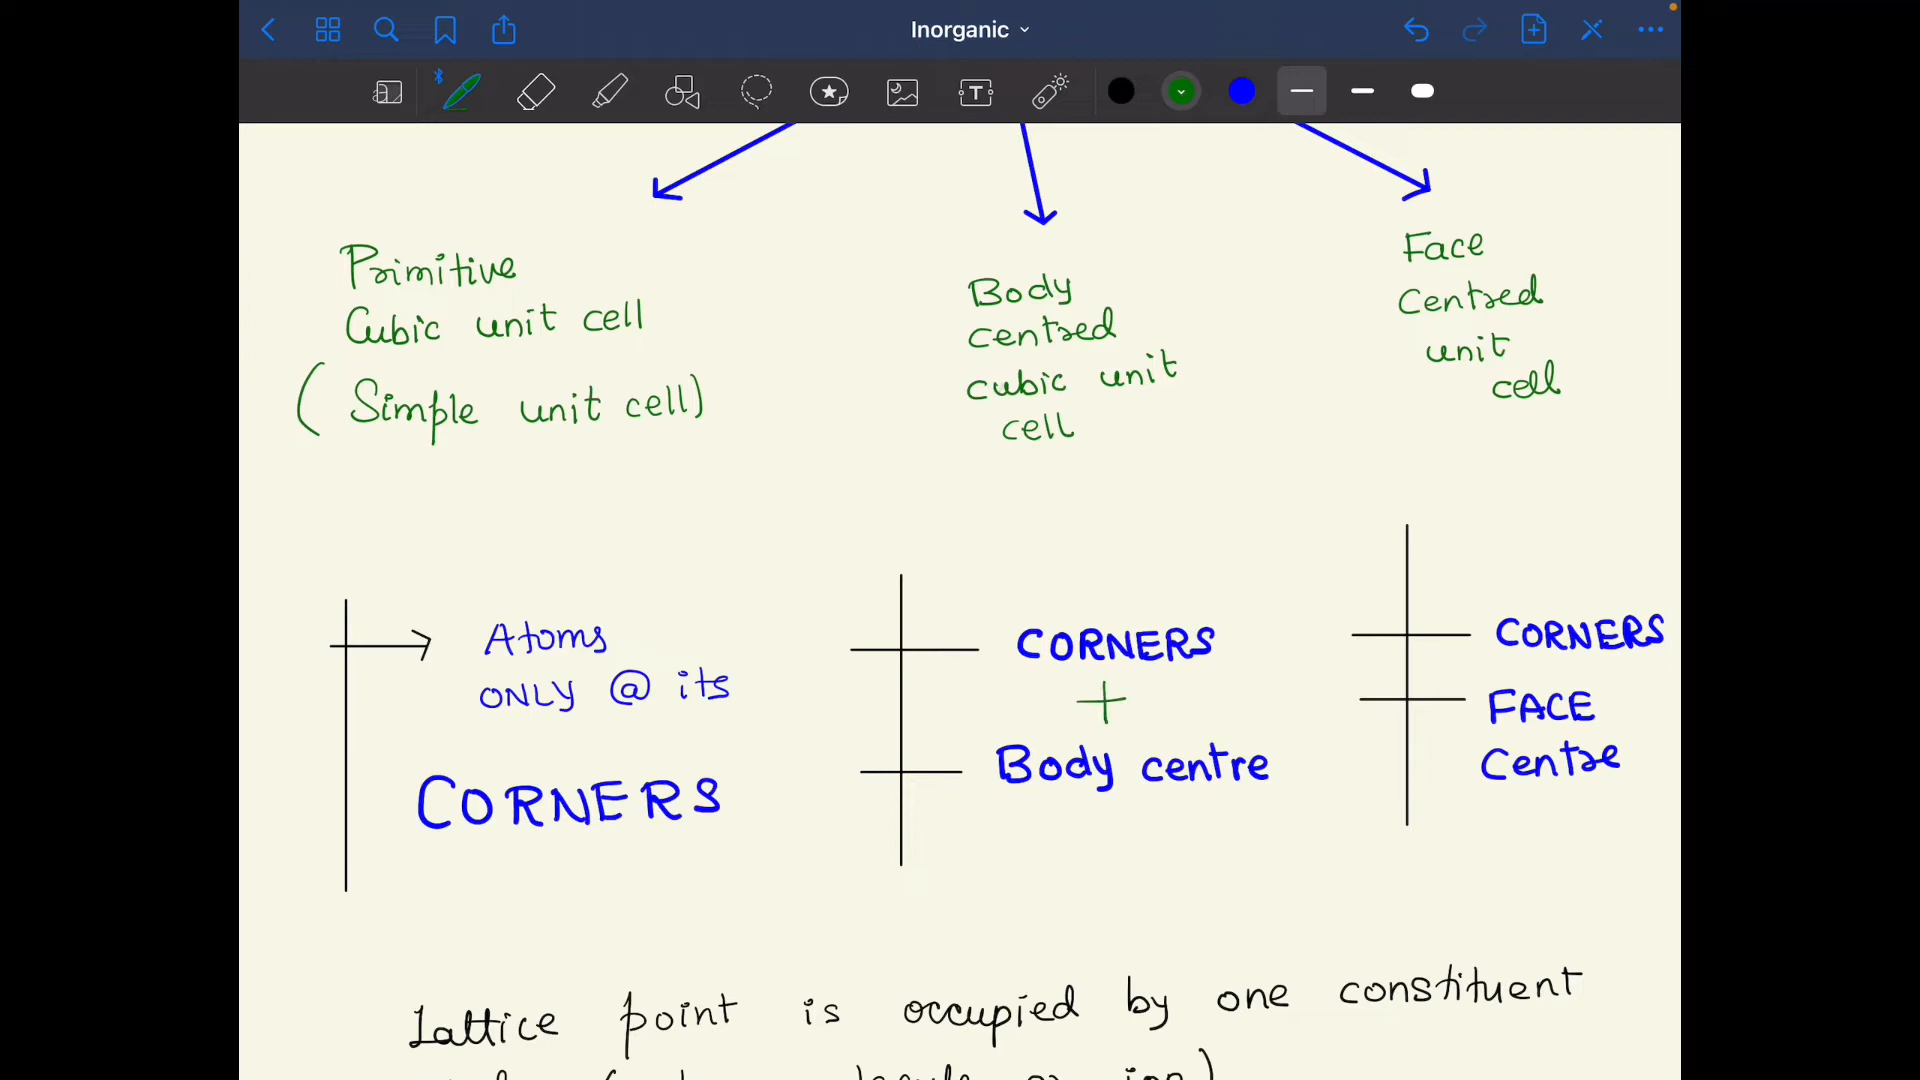 Inorganic
T
Primitive
Cubic unit cell
(Simple unit cell)
Body
centred
cubic unit
cell
Face
Centred
unit
cell
Atoms
ONLY @ its
CORNERS
CORNERS
+
Body centre
CORNERS
FACE
Centre
Lattice point is occupied by one constituent